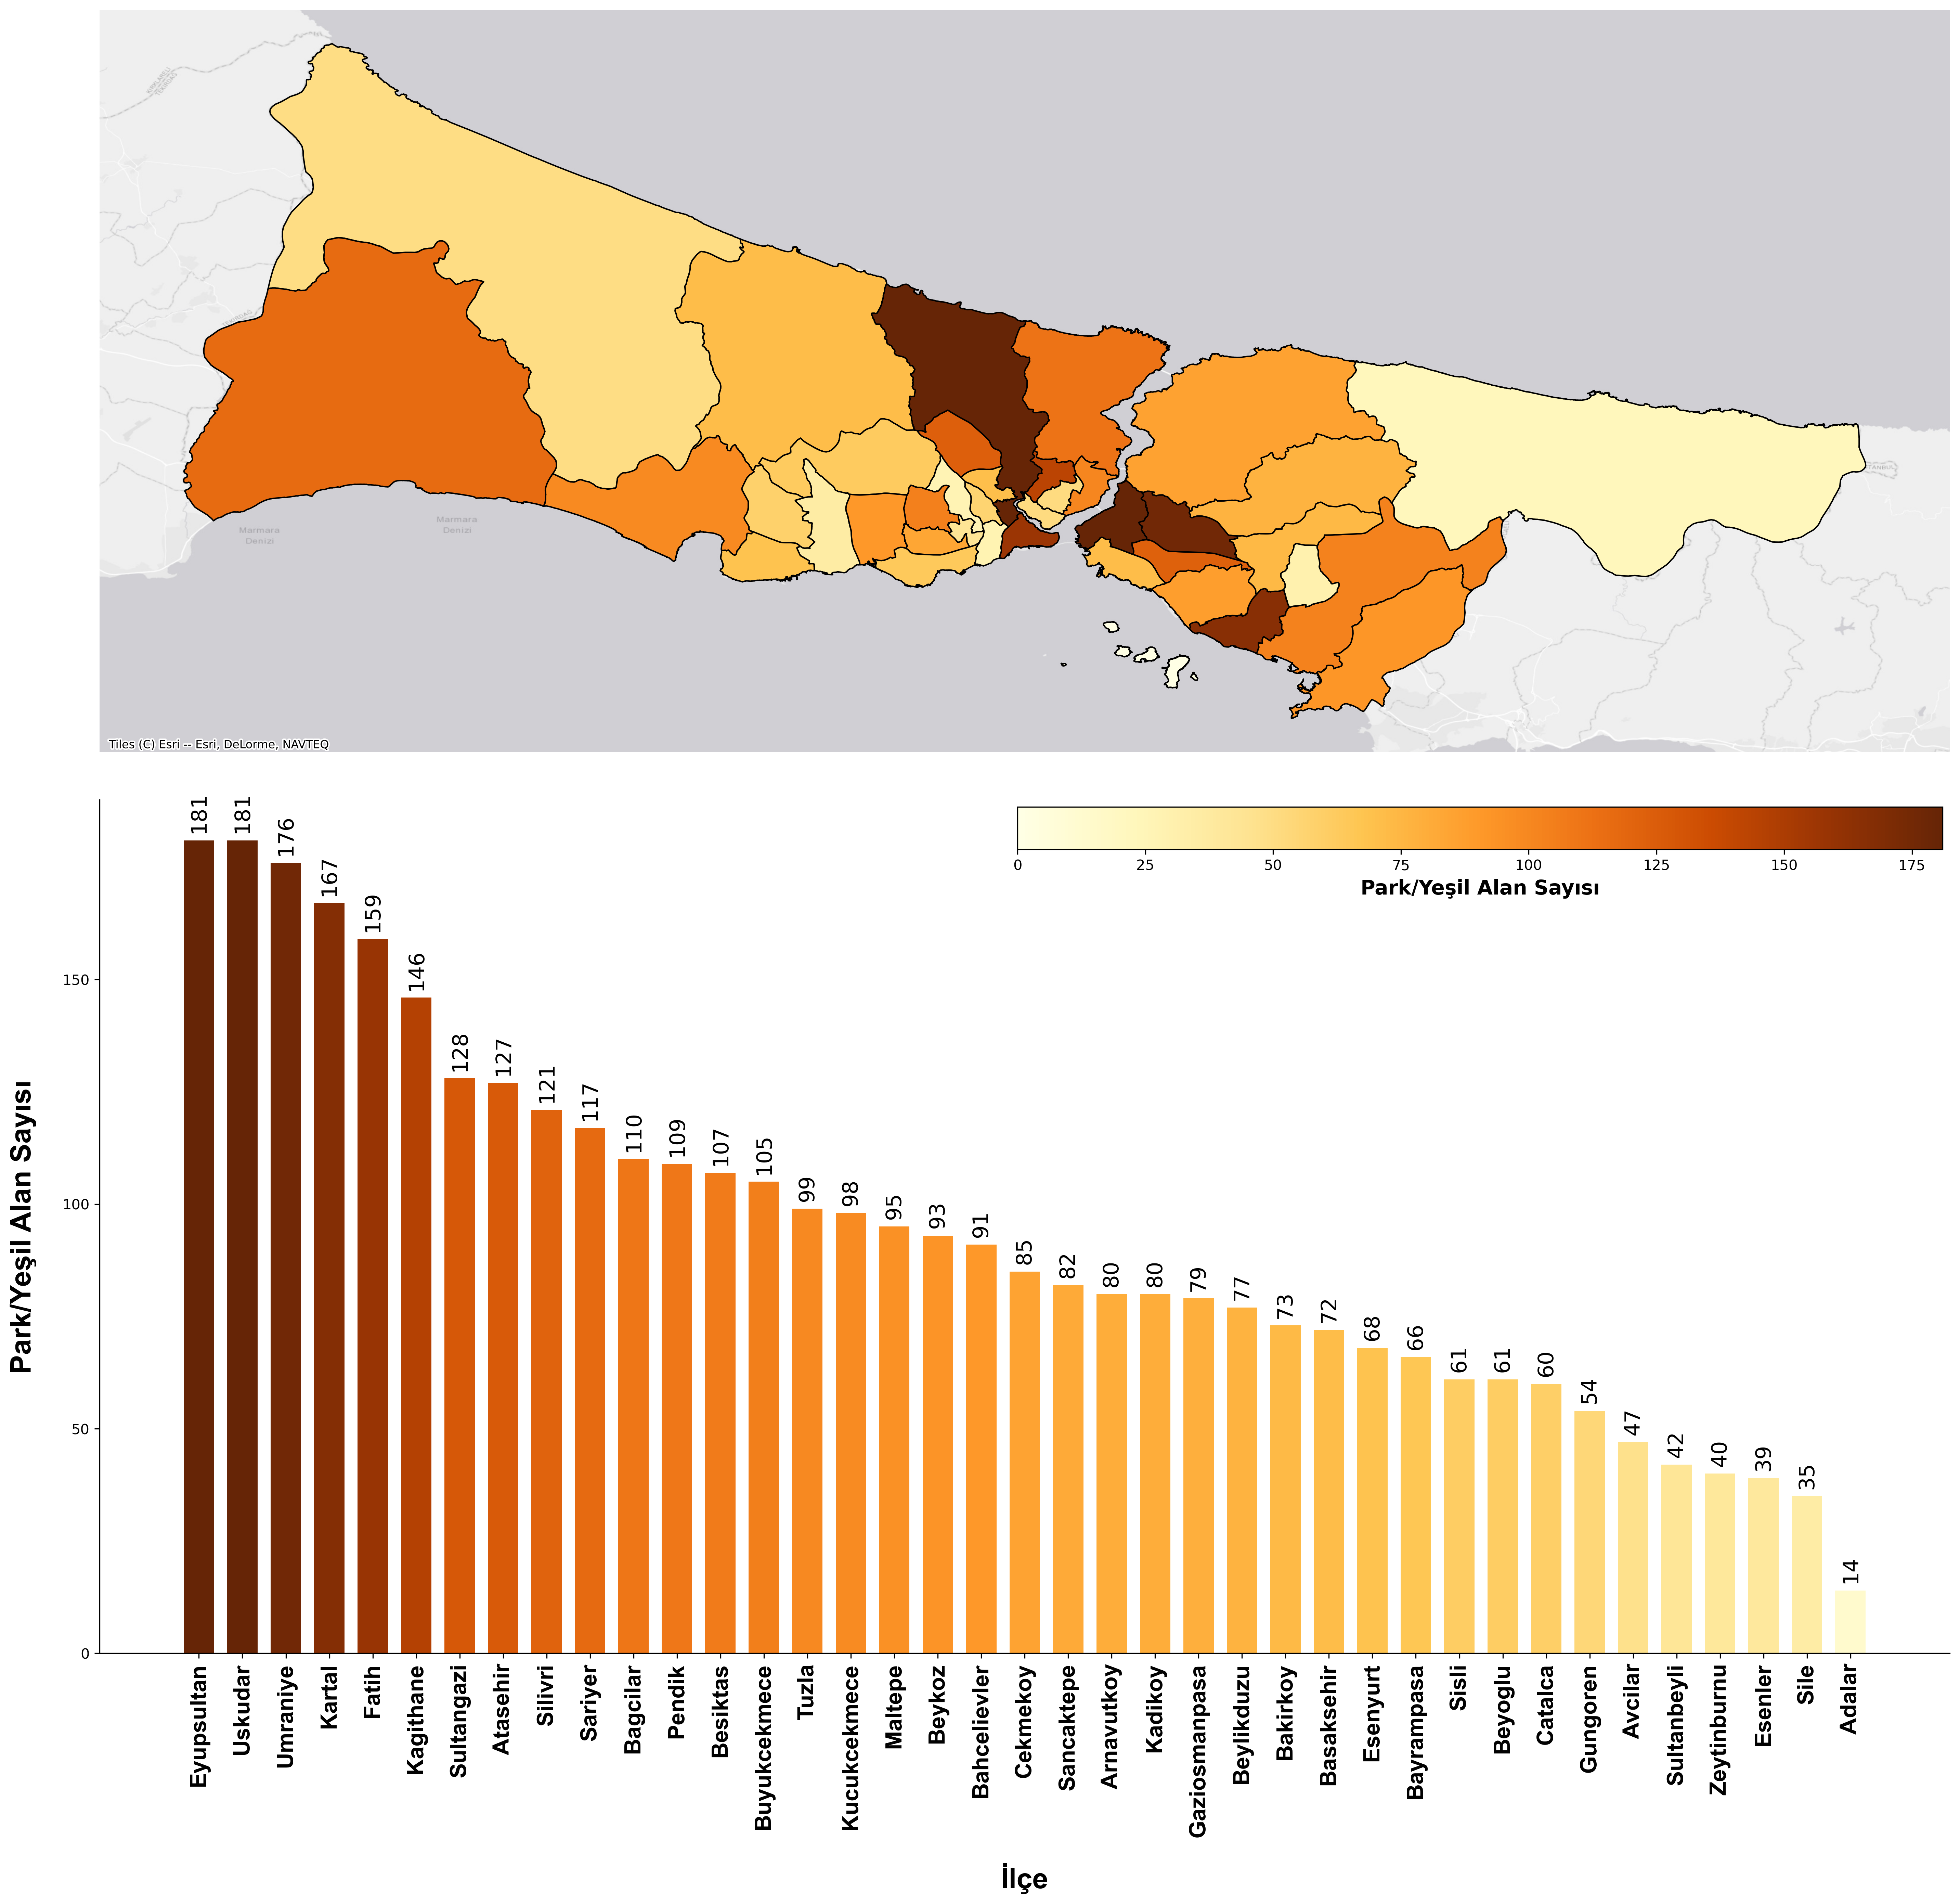 Marmara
Denizi
Marmara
Denizi
Tiles (C) Esri -- Esri, DeLorme, NAVTEQ
0 25 50 75 100 125 150 175
Park/Yeşil Alan Sayısı
Park/Yeşil Alan Sayısı
150
100
50
0
181 181 176 167 159 146 128 127 121 117 110 109 107 105 99 98 95 93 91 85 82 80 80 79 77 73 72 68 66 61 61 60 54 47 42 40 39 35 14
Eyupsultan
Uskudar
Umraniye
Kartal
Fatih
Kagithane
Sultangazi
Atasehir
Silivri
Sariyer
Bagcilar
Pendik
Besiktas
Buyukcekmece
Tuzla
Kucukcekmece
Maltepe
Beykoz
Bahcelievler
Cekmekoy
Sancaktepe
Arnavutkoy
Kadikoy
Gaziosmanpasa
Beylikduzu
Bakirkoy
Basaksehir
Esenyurt
Bayrampasa
Sisli
Beyoglu
Catalca
Gungoren
Avcilar
Sultanbeyli
Zeytinburnu
Esenler
Sile
Adalar
İlçe